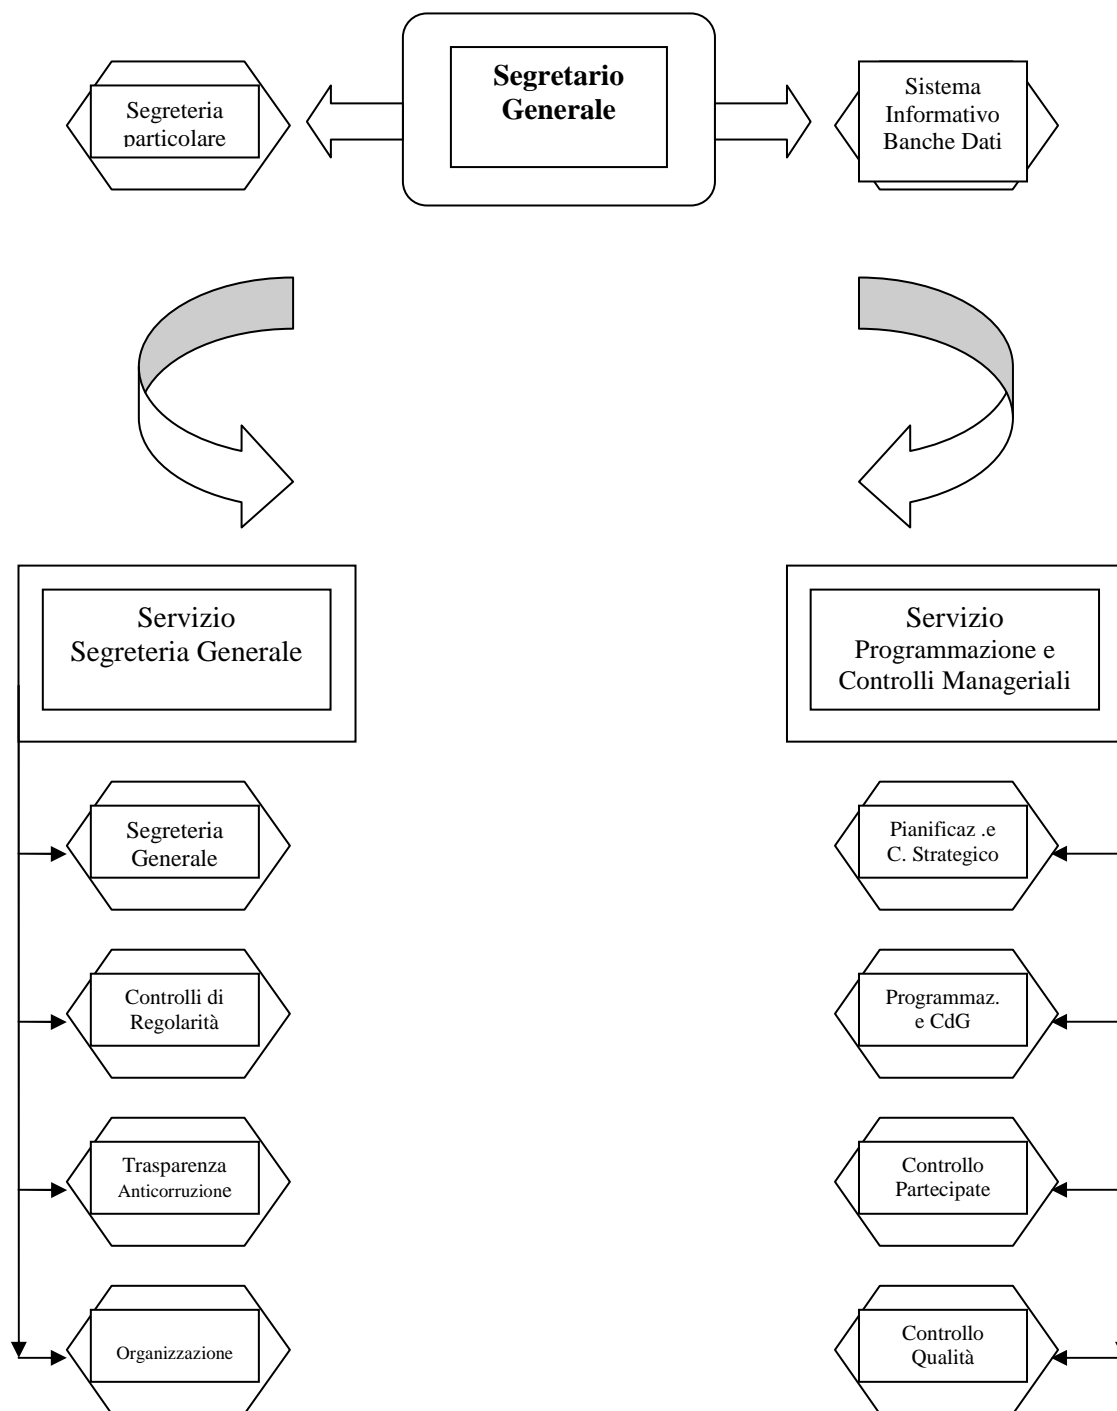 Segretario
Generale
Segreteria
particolare
Sistema
Informativo
Banche Dati
Servizio
Segreteria Generale
Servizio
Programmazione e
Controlli Manageriali
Segreteria
Generale
Pianificaz .e
C. Strategico
Controlli di
Regolarità
Programmaz.
e CdG
Trasparenza
Anticorruzione
Controllo
Partecipate
Organizzazione
Controllo
Qualità